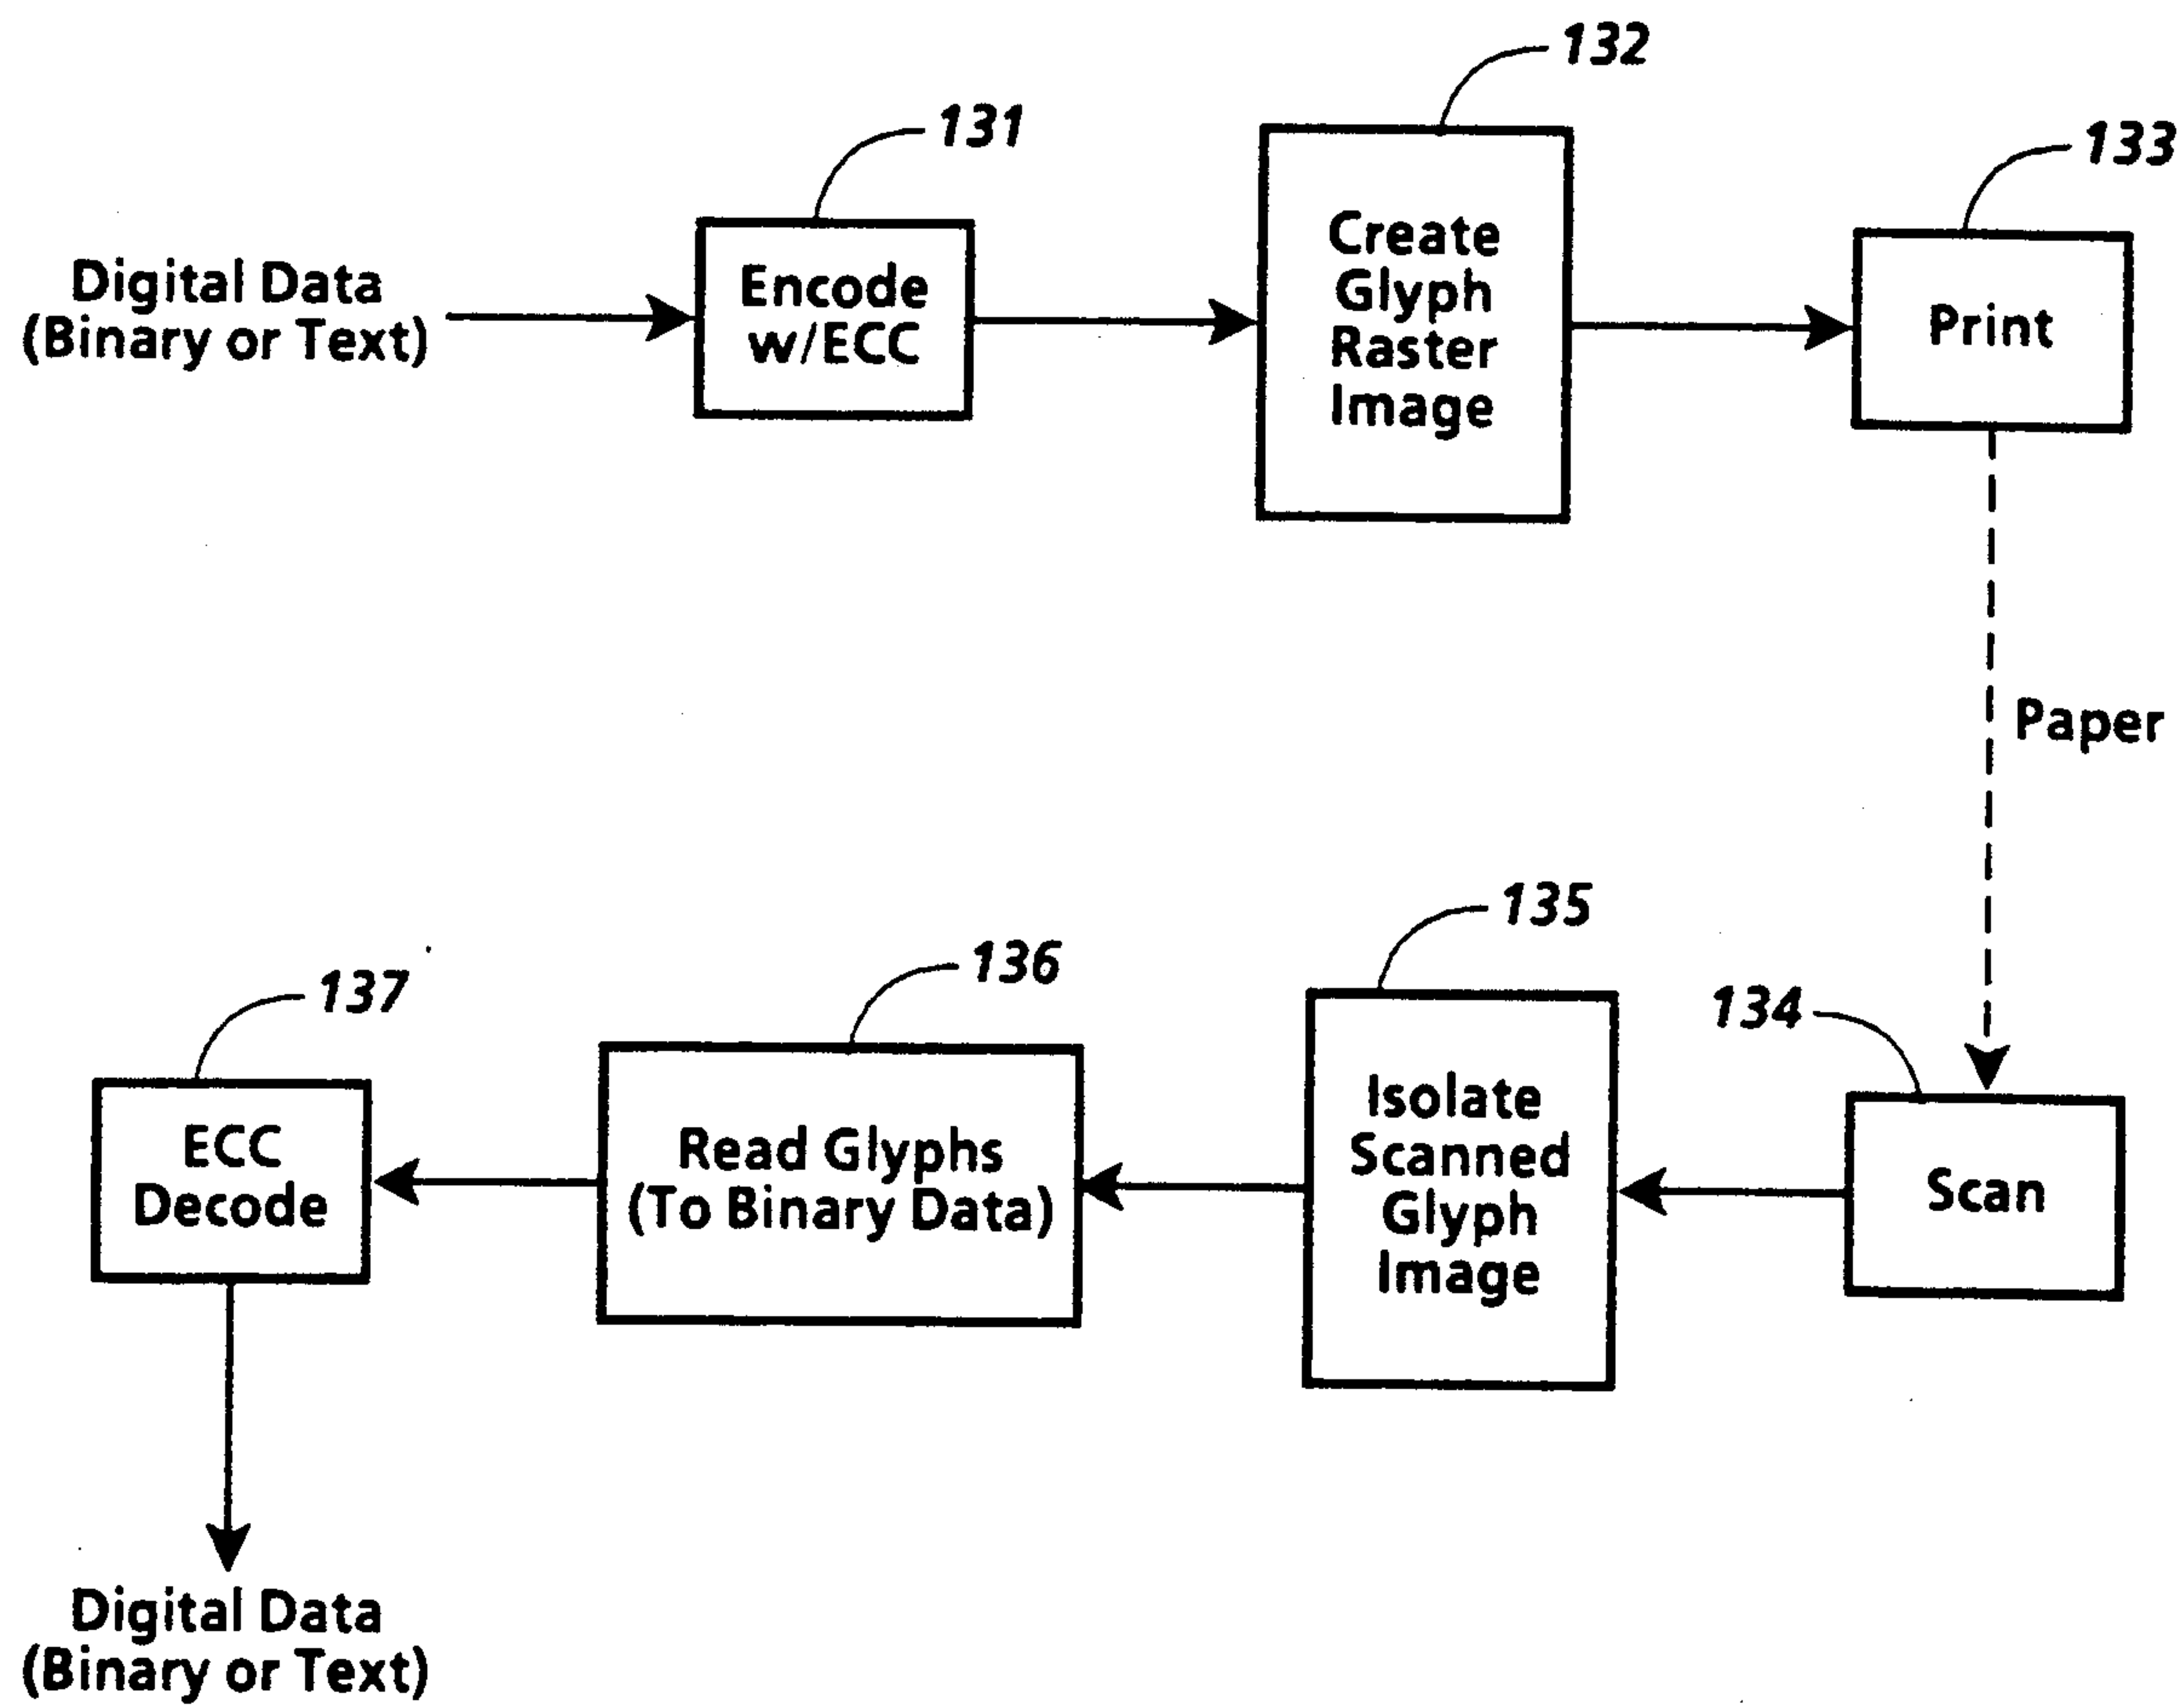 132
131
133
Digital Data
(Binary or Text)
Encode
w/ECC
Create
Glyph
Raster
Image
Print
Paper
135
136
137
134
ECC
Decode
Read Glyphs
(To Binary Data)
Isolate
Scanned
Glyph
Image
Scan
Digital Data
(Binary or Text)